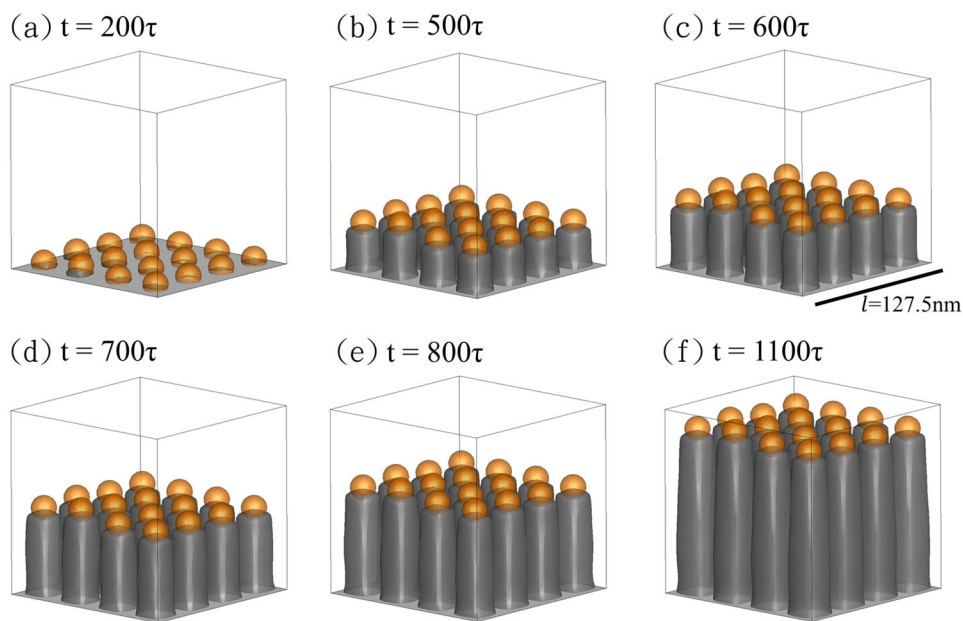 (a) t = 200τ
(b) t = 500τ
(c) t = 600τ
l=127.5nm
(d) t = 700τ
(e) t = 800τ
(f) t = 1100τ